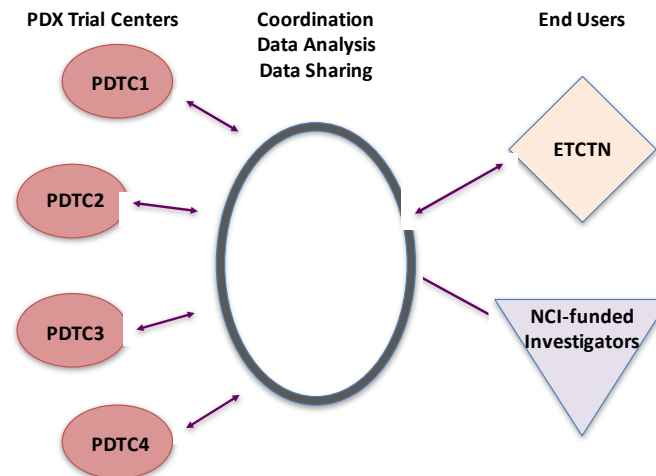 PDX Trial Centers
Coordination
Data Analysis
Data Sharing
End Users
PDTC1
PDTC2
PDTC3
PDTC4
ETCTN
NCI-funded
Investigators